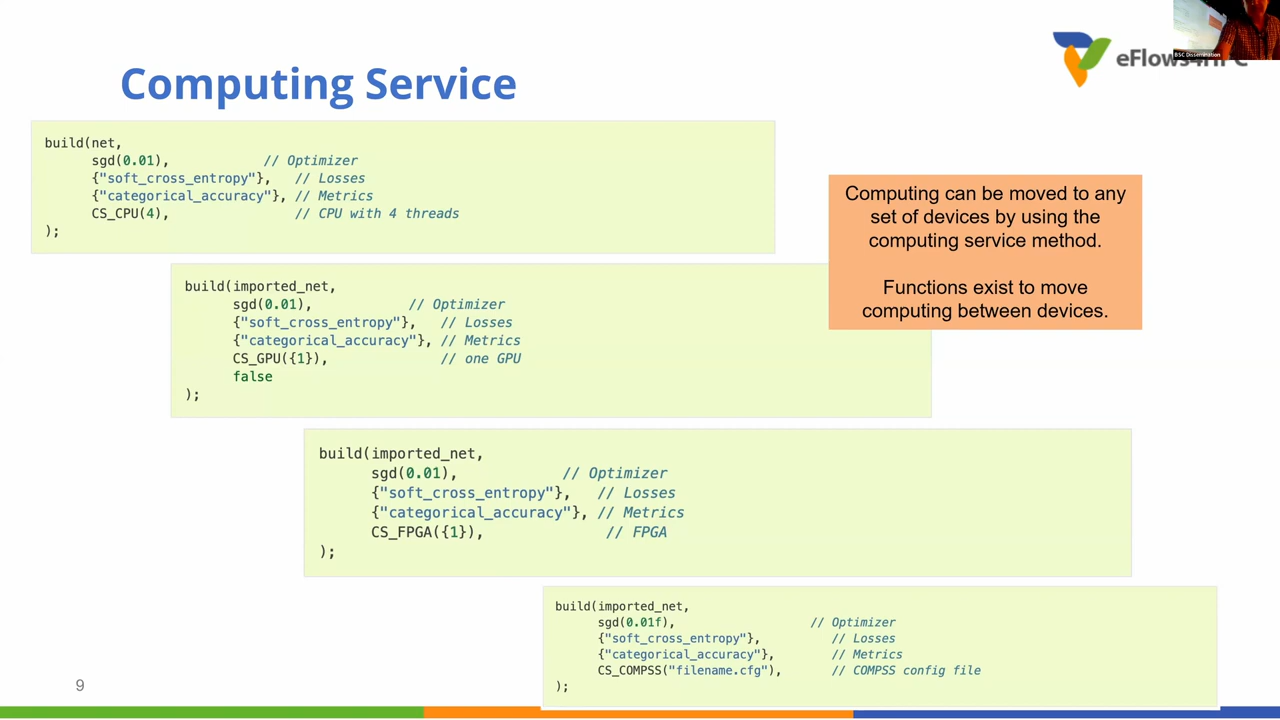 Computing Service
build(net,
sgd(0.01), // Optimizer
{"soft_cross_entropy"}, // Losses
{"categorical_accuracy"}, // Metrics
CS_CPU(4), // CPU with 4 threads
);
Computing can be moved to any
set of devices by using the
computing service method.
Functions exist to move
computing between devices.
build(imported_net,
sgd(0.01), // Optimizer
{"soft_cross_entropy"}, // Losses
{"categorical_accuracy"}, // Metrics
CS_GPU({1}), // one GPU
false
);
build(imported_net,
sgd(0.01), // Optimizer
{"soft_cross_entropy"}, // Losses
{"categorical_accuracy"}, // Metrics
CS_FPGA({1}), // FPGA
);
build(imported_net,
sgd(0.01f), // Optimizer
{"soft_cross_entropy"}, // Losses
{"categorical_accuracy"}, // Metrics
CS_COMPSS("filename.cfg"), // COMPSS config file
);
9
BSC Dissemination
eFlows4HPC